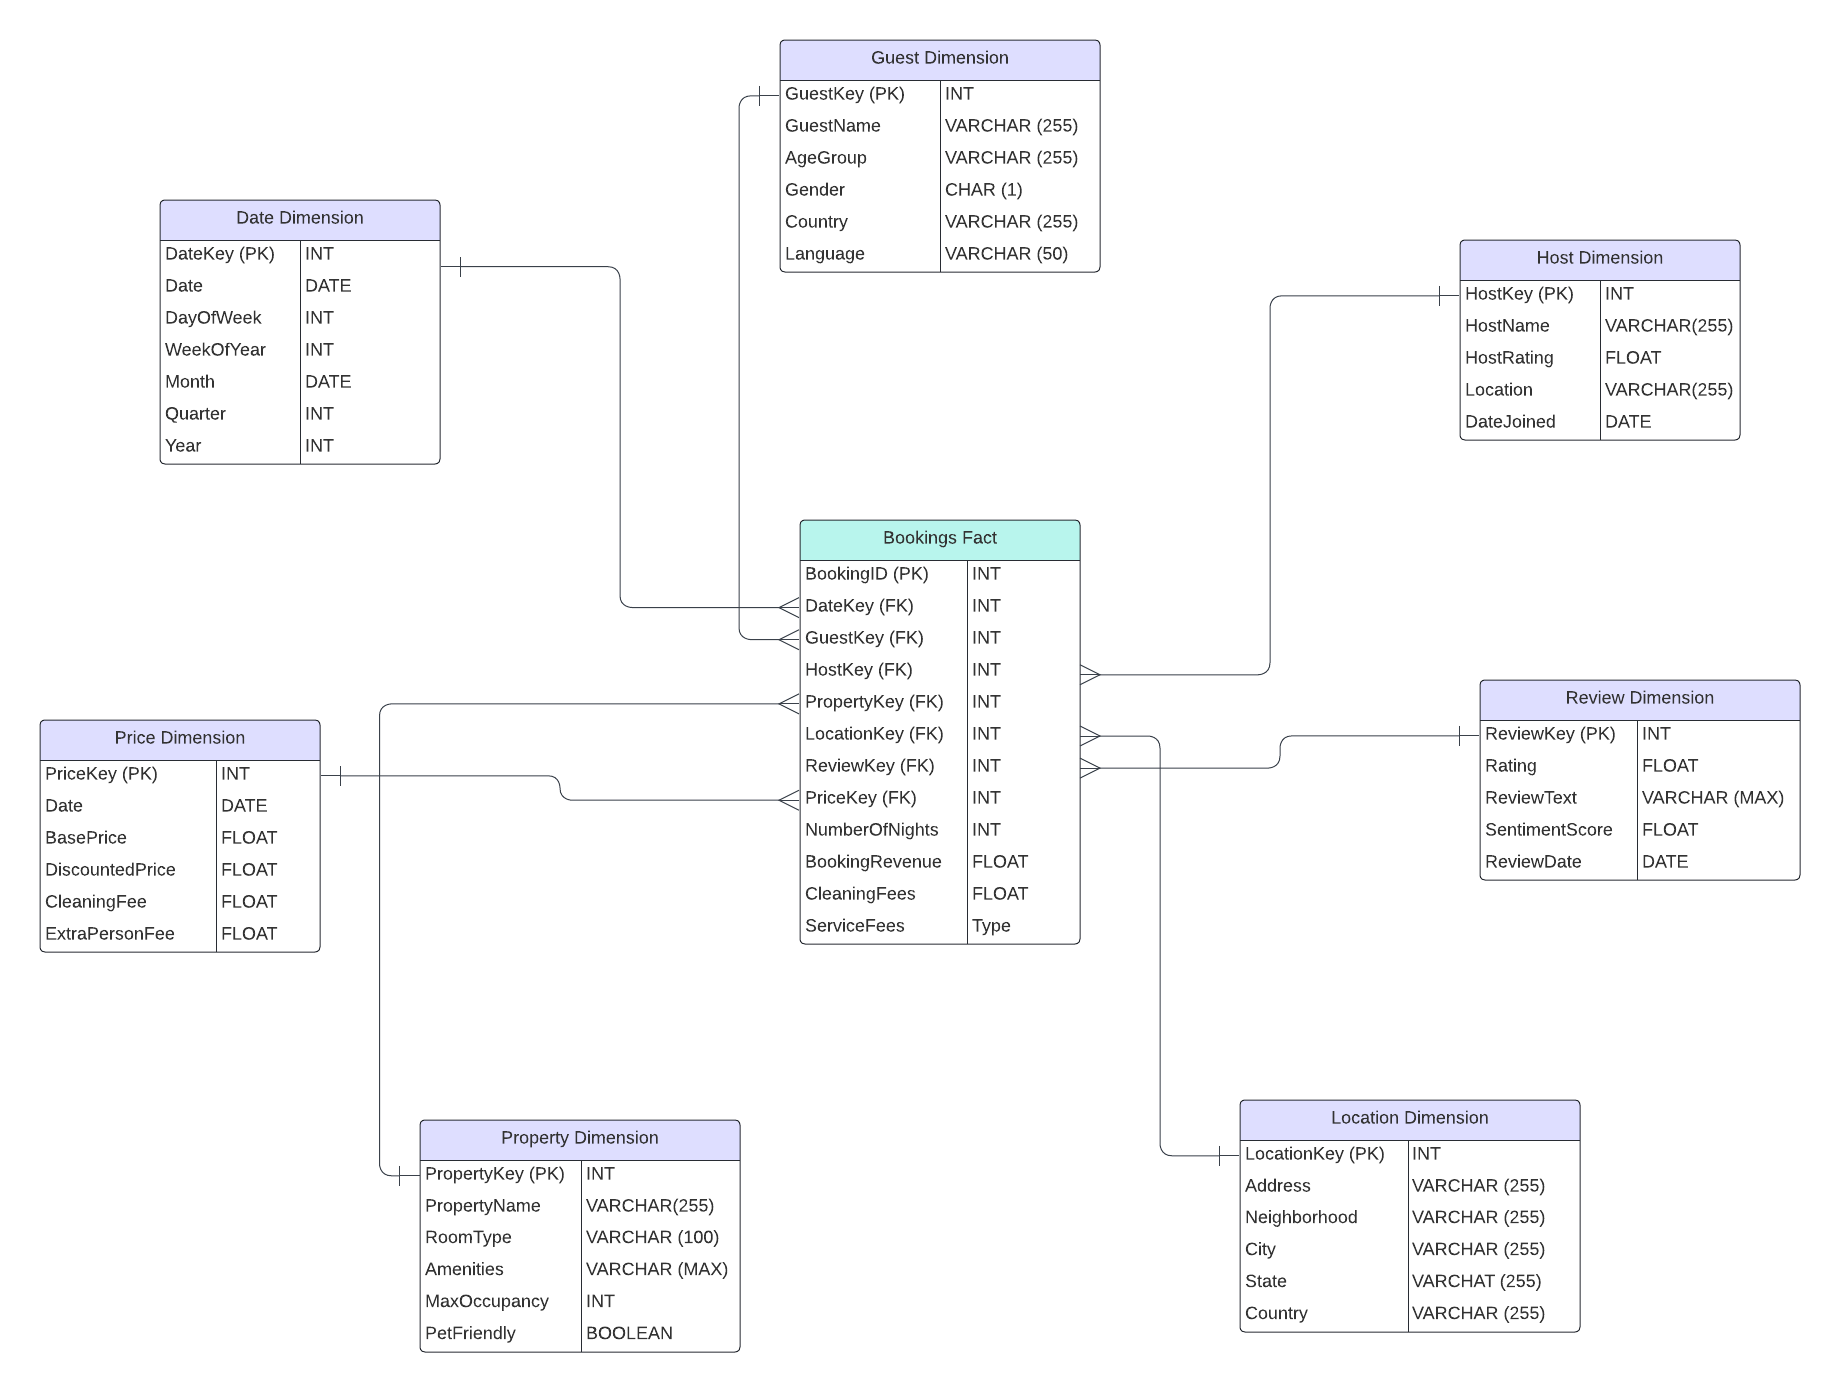 Guest Dimension
GuestKey (PK) INT
GuestName VARCHAR (255)
AgeGroup VARCHAR (255)
Gender CHAR (1)
Country VARCHAR (255)
Language VARCHAR (50)
Date Dimension
DateKey (PK) INT
Date DATE
DayOfWeek INT
WeekOfYear INT
Month DATE
Quarter INT
Year INT
Host Dimension
HostKey (PK) INT
HostName VARCHAR(255)
HostRating FLOAT
Location VARCHAR(255)
DateJoined DATE
Bookings Fact
BookingID (PK) INT
DateKey (FK) INT
GuestKey (FK) INT
HostKey (FK) INT
PropertyKey (FK) INT
LocationKey (FK) INT
ReviewKey (FK) INT
PriceKey (FK) INT
NumberOfNights INT
BookingRevenue FLOAT
CleaningFees FLOAT
ServiceFees Type
Review Dimension
ReviewKey (PK) INT
Rating FLOAT
ReviewText VARCHAR (MAX)
SentimentScore FLOAT
ReviewDate DATE
Price Dimension
PriceKey (PK) INT
Date DATE
BasePrice FLOAT
DiscountedPrice FLOAT
CleaningFee FLOAT
ExtraPersonFee FLOAT
Property Dimension
PropertyKey (PK) INT
PropertyName VARCHAR(255)
RoomType VARCHAR (100)
Amenities VARCHAR (MAX)
MaxOccupancy INT
PetFriendly BOOLEAN
Location Dimension
LocationKey (PK) INT
Address VARCHAR (255)
Neighborhood VARCHAR (255)
City VARCHAR (255)
State VARCHAT (255)
Country VARCHAR (255)